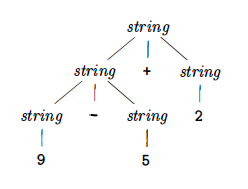 string
string + string
string - string 2
9 5